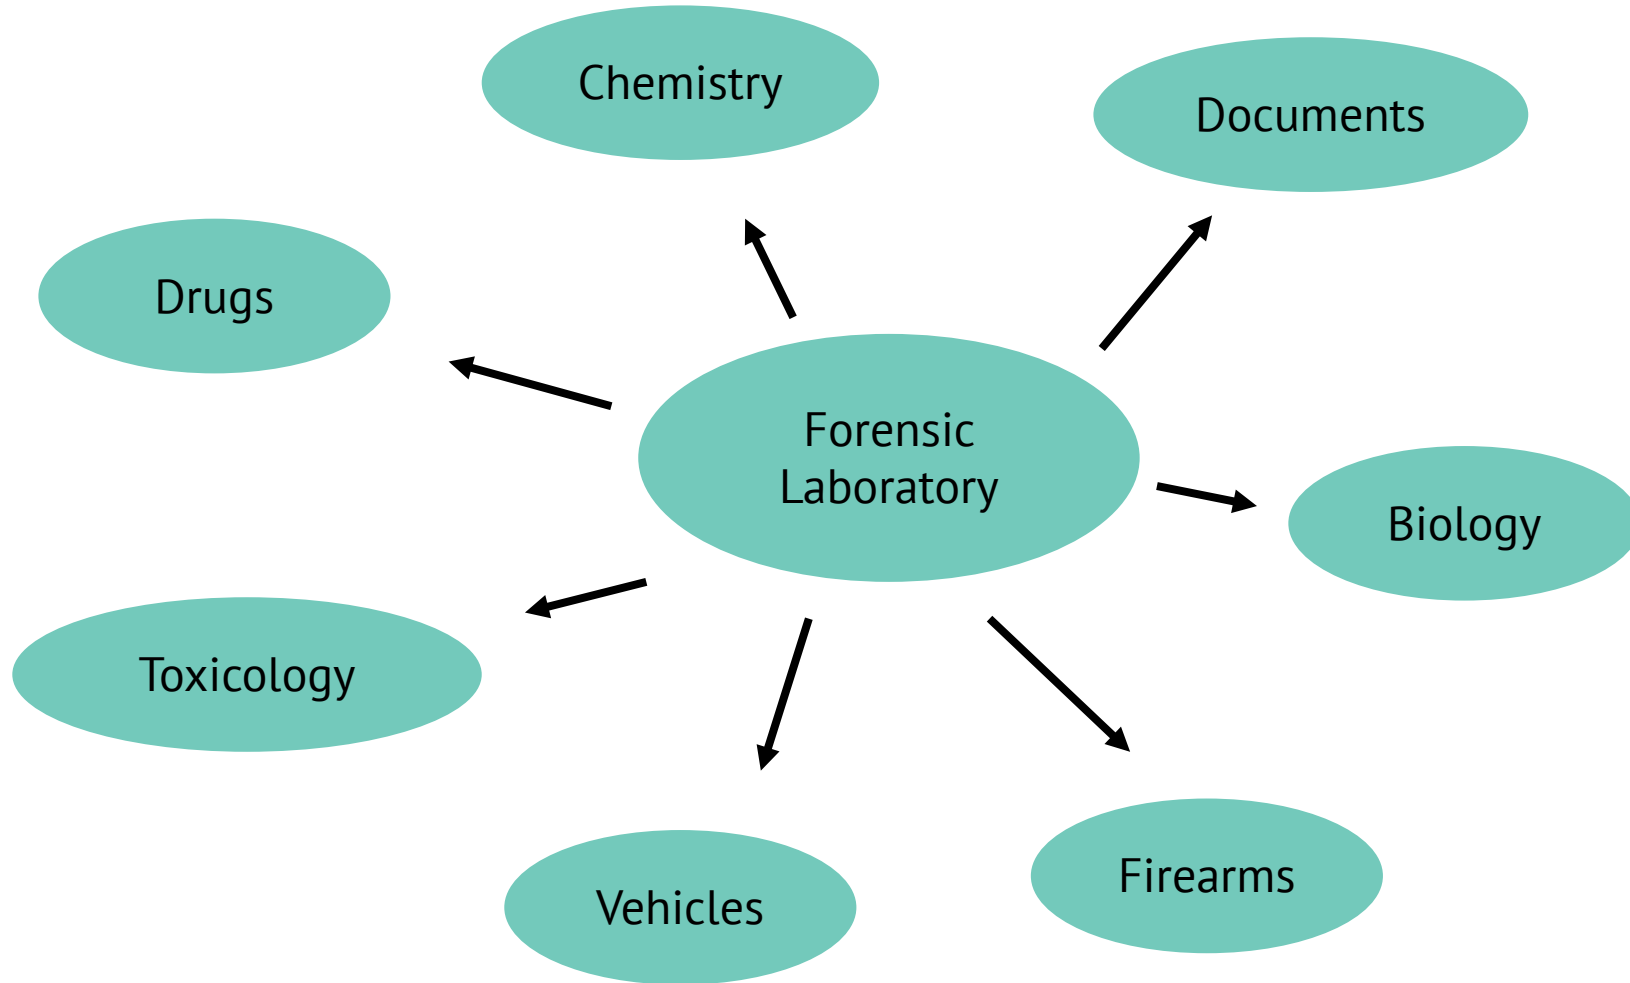 Chemistry
Documents
Drugs
Forensic
Laboratory
Biology
Toxicology
Firearms
Vehicles